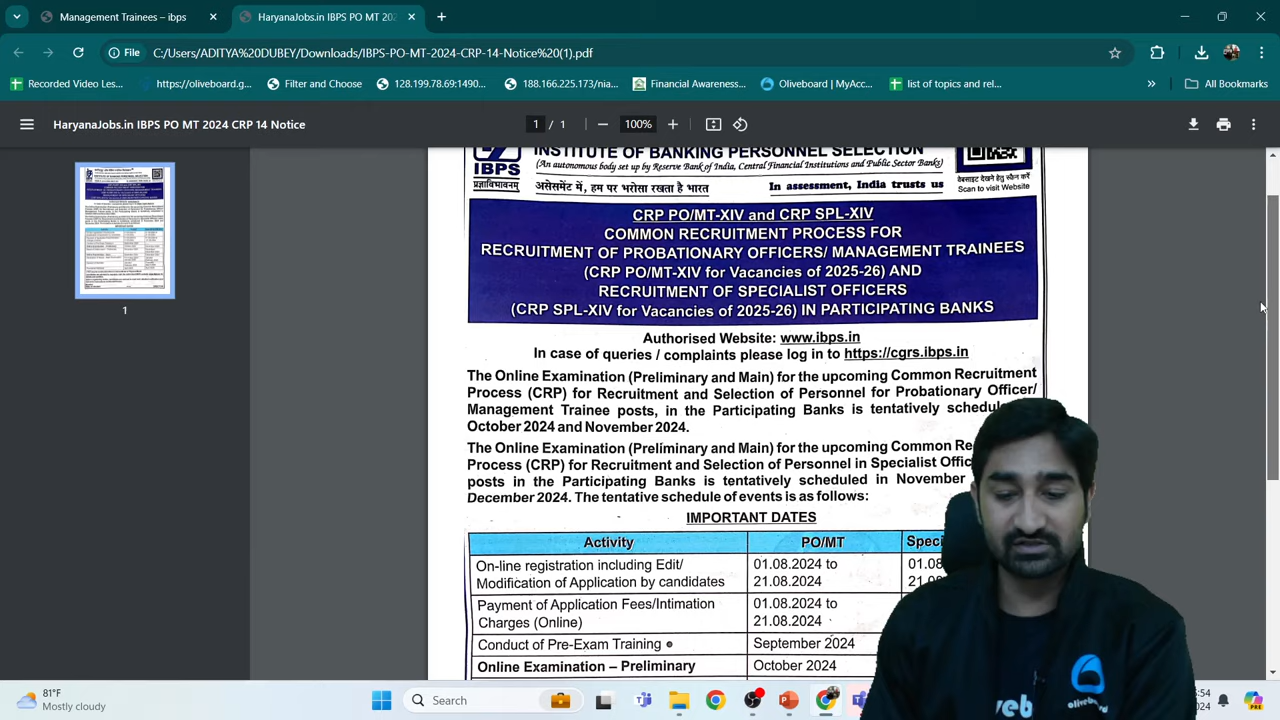 Management Trainees – ibps
HaryanaJobs.in IBPS PO MT 202
File
C:/Users/ADITYA%20DUBEY/Downloads/IBPS-PO-MT-2024-CRP-14-Notice%20(1).pdf
Recorded Video Les...
https://oliveboard.g...
Filter and Choose
128.199.78.69:1490...
188.166.225.173/nia...
Financial Awareness...
Oliveboard | MyAcc...
list of topics and rel...
»
All Bookmarks
HaryanaJobs.in IBPS PO MT 2024 CRP 14 Notice
1 / 1
100%
1
IBPS
INSTITUTE OF BANKING PERSONNEL SELECTION
(An autonomous body set up by Reserve Bank of India, Central Financial Institutions and Public Sector Banks)
In assessment, India trusts us
Scan to visit Website
CRP PO/MT-XIV and CRP SPL-XIV
COMMON RECRUITMENT PROCESS FOR
RECRUITMENT OF PROBATIONARY OFFICERS/ MANAGEMENT TRAINEES
(CRP PO/MT-XIV for Vacancies of 2025-26) AND
RECRUITMENT OF SPECIALIST OFFICERS
(CRP SPL-XIV for Vacancies of 2025-26) IN PARTICIPATING BANKS
Authorised Website: www.ibps.in
In case of queries / complaints please log in to https://cgrs.ibps.in
The Online Examination (Preliminary and Main) for the upcoming Common Recruitment
Process (CRP) for Recruitment and Selection of Personnel for Probationary Officer/
Management Trainee posts, in the Participating Banks is tentatively schedul
October 2024 and November 2024.
The Online Examination (Preliminary and Main) for the upcoming Common Re
Process (CRP) for Recruitment and Selection of Personnel in Specialist Offic
posts in the Participating Banks is tentatively scheduled in November
December 2024. The tentative schedule of events is as follows:
IMPORTANT DATES
Activity PO/MT Speci
On-line registration including Edit/ 01.08.2024 to 01.08
Modification of Application by candidates 21.08.2024 21.0
Payment of Application Fees/Intimation 01.08.2024 to
Charges (Online) 21.08.2024
Conduct of Pre-Exam Training September 2024
Online Examination – Preliminary October 2024
81°F
Mostly cloudy
Search
:54
2024
oliveboard